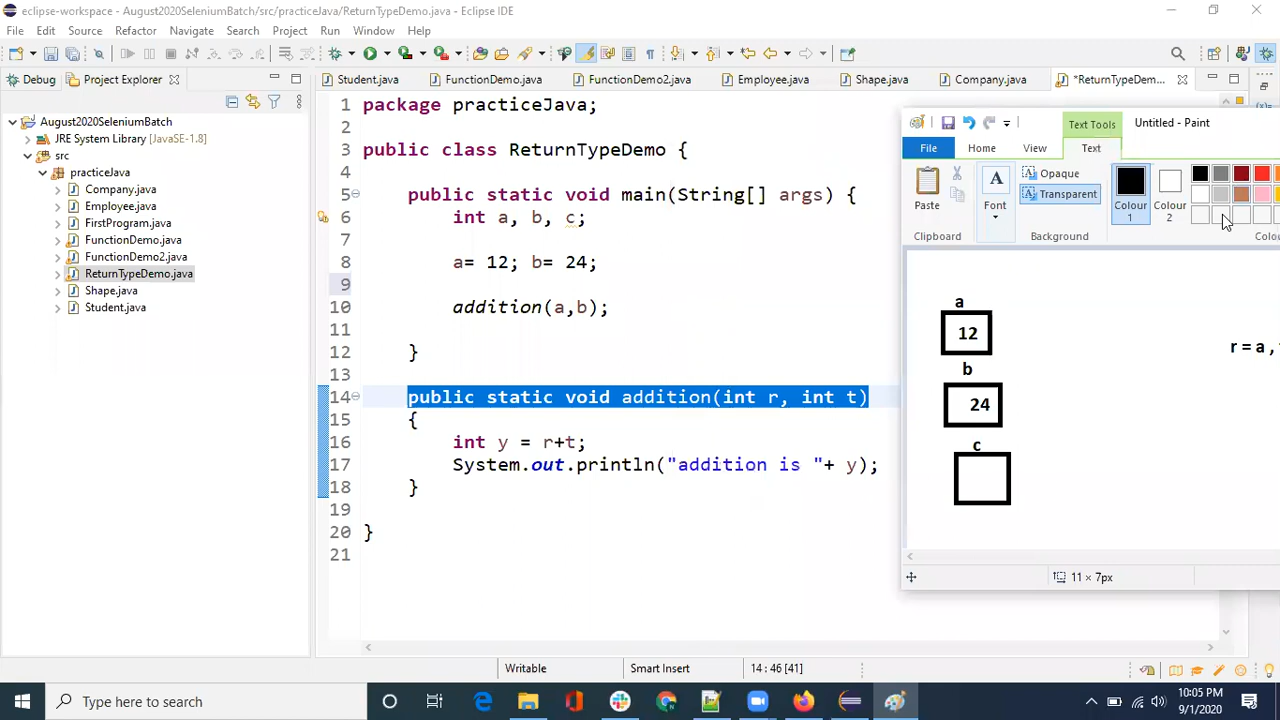 eclipse-workspace - August2020SeleniumBatch/src/practiceJava/ReturnTypeDemo.java - Eclipse IDE
File Edit Source Refactor Navigate Search Project Run Window Help
Debug Project Explorer
Student.java FunctionDemo.java FunctionDemo2.java Employee.java Shape.java Company.java *ReturnTypeDem...
August2020SeleniumBatch
JRE System Library [JavaSE-1.8]
src
practiceJava
Company.java
Employee.java
FirstProgram.java
FunctionDemo.java
FunctionDemo2.java
ReturnTypeDemo.java
Shape.java
Student.java
1 package practiceJava;
2
3 public class ReturnTypeDemo {
4
5 public static void main(String[] args) {
6 int a, b, c;
7
8 a= 12; b= 24;
9
10 addition(a,b);
11
12 }
13
14 public static void addition(int r, int t)
15 {
16 int y = r+t;
17 System.out.println("addition is "+ y);
18 }
19
20 }
21
Text Tools Untitled - Paint
File Home View Text
Paste Font Opaque
Transparent
Colour 1 Colour 2
Clipboard Background
a
12
r = a ,
b
24
c
11 × 7px
Writable Smart Insert 14 : 46 [41]
Type here to search
10:05 PM
9/1/2020